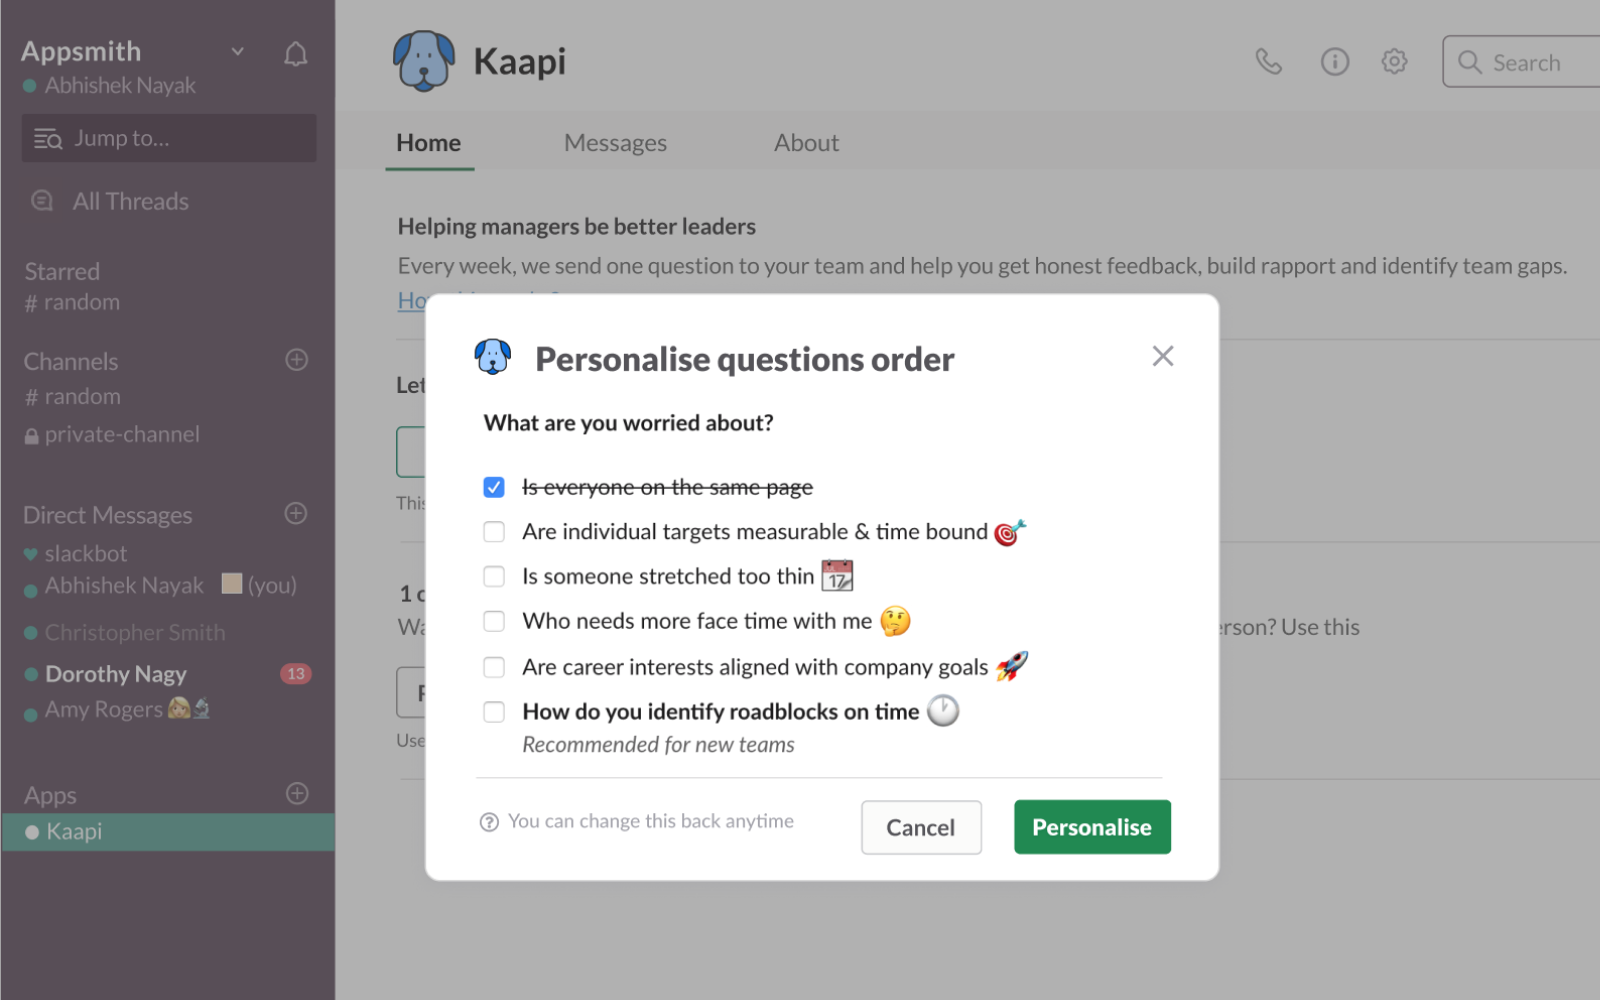 Appsmith
Abhishek Nayak
Jump to...
All Threads
Starred
# random
Channels
# random
private-channel
Direct Messages
slackbot
Abhishek Nayak (you)
Christopher Smith
Dorothy Nagy 13
Amy Rogers
Apps
Kaapi
Kaapi
Search
Home Messages About
Helping managers be better leaders
Every week, we send one question to your team and help you get honest feedback, build rapport and identify team gaps.
Personalise questions order
What are you worried about?
Is everyone on the same page
Are individual targets measurable & time bound
Is someone stretched too thin
17
Who needs more face time with me
Are career interests aligned with company goals
How do you identify roadblocks on time
Recommended for new teams
You can change this back anytime
Cancel
Personalise
This
1
Use
? Use this